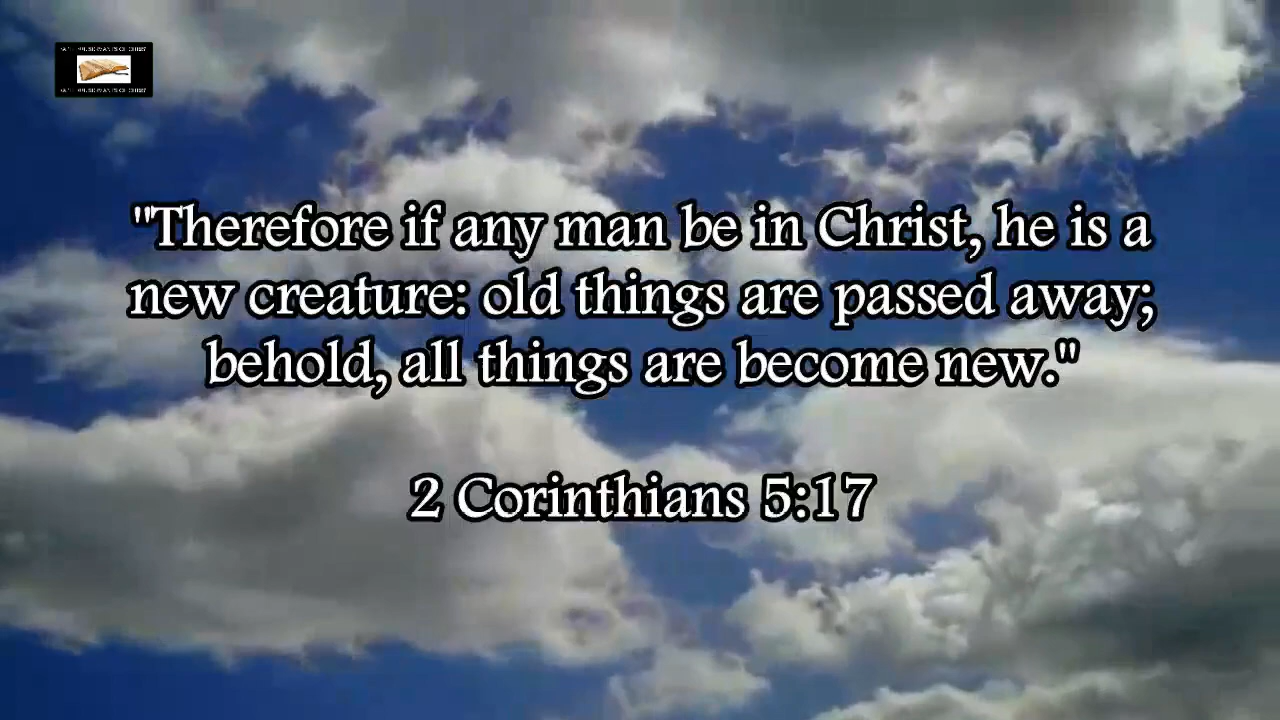 "Therefore if any man be in Christ, he is a
new creature: old things are passed away;
behold, all things are become new."
2 Corinthians 5:17